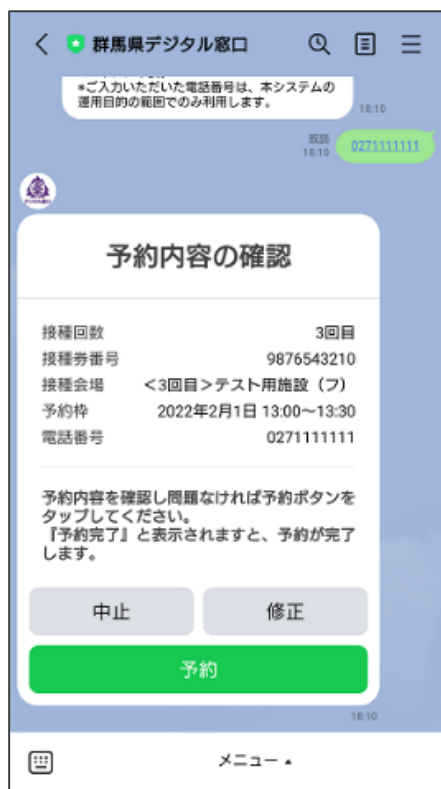 群馬県デジタル窓口
*ご入力いただいた電話番号は、本システムの
運用目的の範囲でのみ利用します。
18:10
既読
18:10
0271111111
予約内容の確認
接種回数 3回目
接種券番号 9876543210
接種会場 <3回目>テスト用施設（フ）
予約枠 2022年2月1日 13:00～13:30
電話番号 0271111111
予約内容を確認し問題なければ予約ボタンを
タップしてください。
『予約完了』と表示されますと、予約が完了
します。
中止 修正
予約
18:10
メニュー